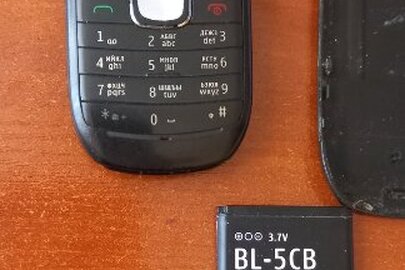 1 ᴏᴏ 2 абвг abc дежз def 3
4 ийкл ghi 5 мноп jkl рсту mno 6
7 фхцч pqrs 8 шщъы tuv ьэюя wxyz 9
* + 0 #
3.7V
BL-5CB